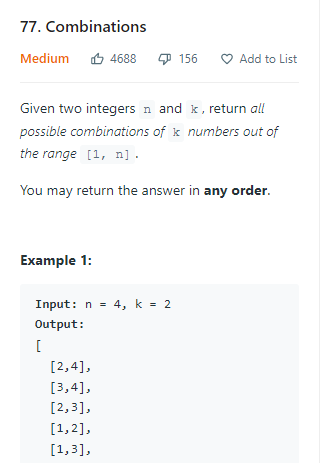 77. Combinations
Medium 4688 156 Add to List
Given two integers n and k, return all
possible combinations of k numbers out of
the range [1, n].
You may return the answer in any order.
Example 1:
Input: n = 4, k = 2
Output:
[
[2,4],
[3,4],
[2,3],
[1,2],
[1,3],